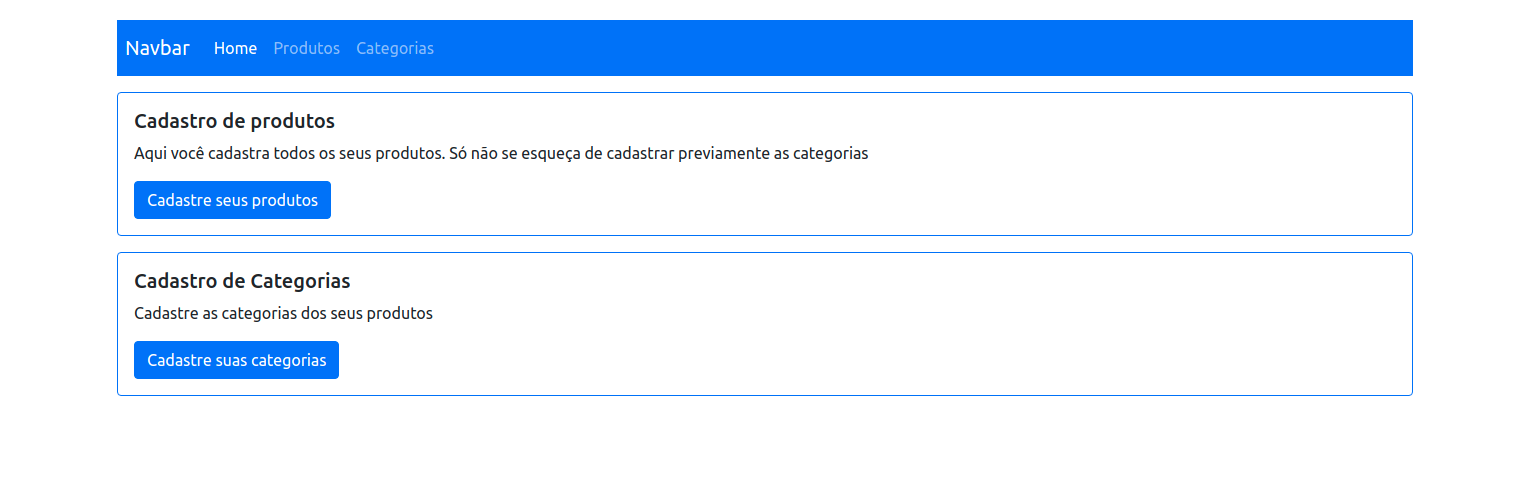 Navbar Home Produtos Categorias
Cadastro de produtos
Aqui você cadastra todos os seus produtos. Só não se esqueça de cadastrar previamente as categorias
Cadastre seus produtos
Cadastro de Categorias
Cadastre as categorias dos seus produtos
Cadastre suas categorias